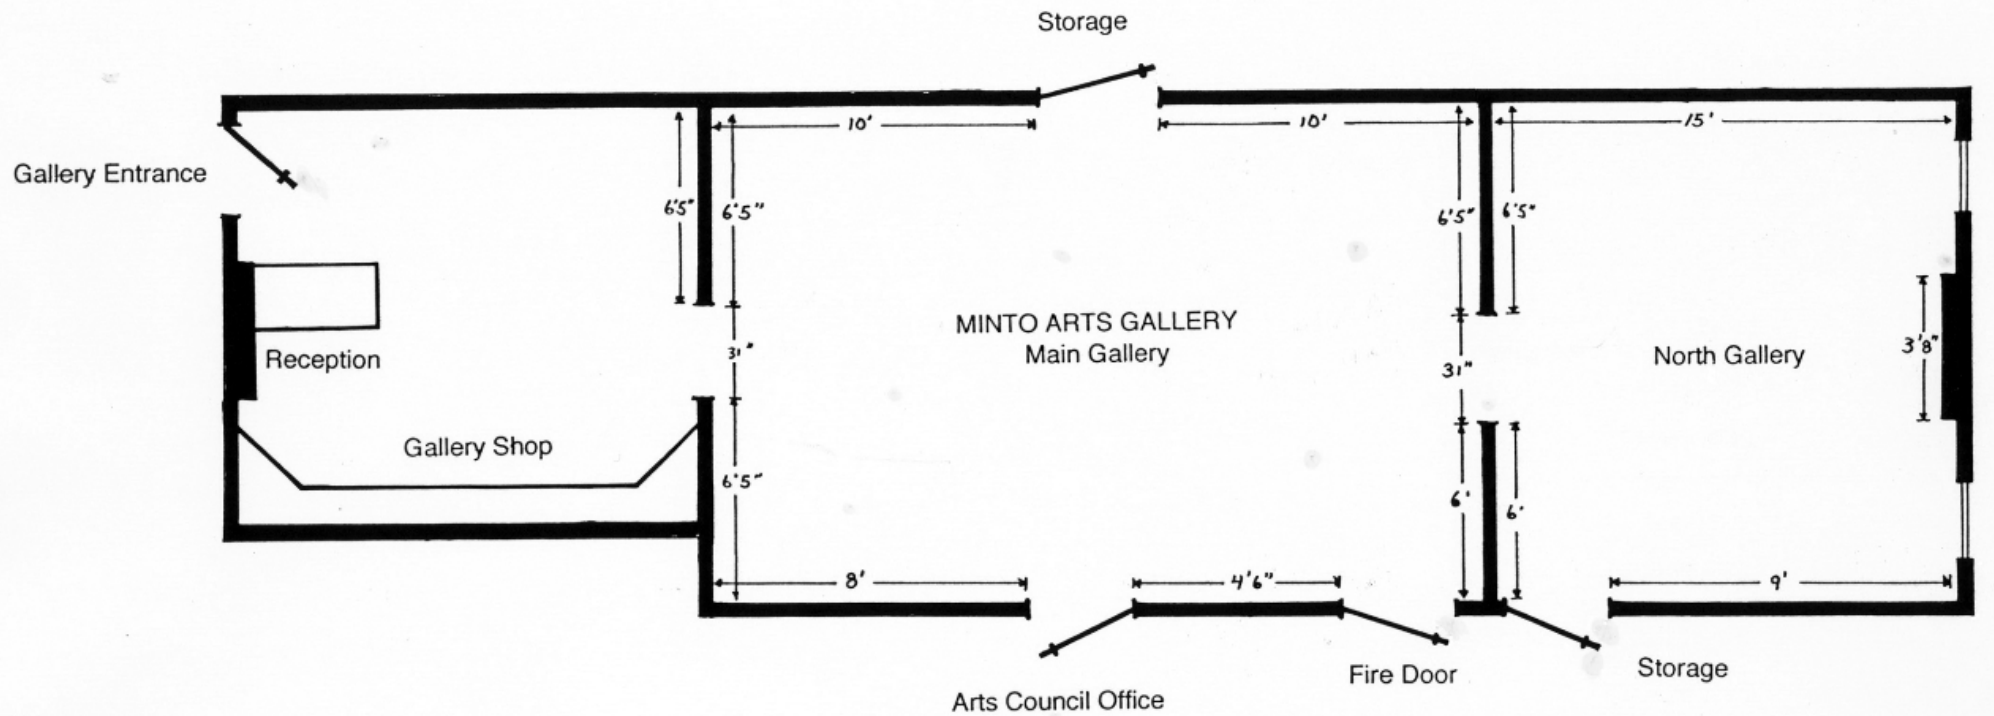 Storage
10'
10'
15'
Gallery Entrance
6'5"
6'5"
6'5"
6'5"
MINTO ARTS GALLERY
Main Gallery
31"
31"
North Gallery
3'8"
Reception
Gallery Shop
6'5"
6'
6'
8'
4'6"
9'
Fire Door
Storage
Arts Council Office